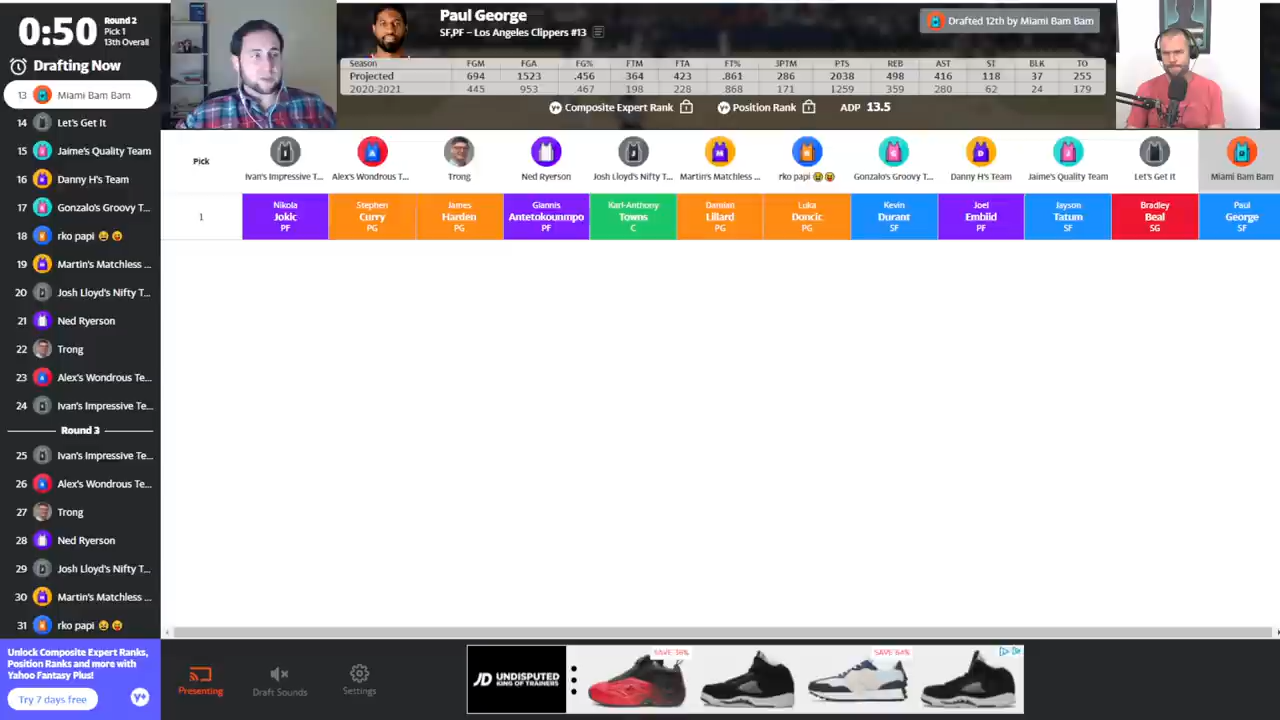 Round 2
Pick 1
13th Overall
0:50
Drafting Now
13 Miami Bam Bam
14 Let's Get It
15 Jaime's Quality Team
16 Danny H's Team
17 Gonzalo's Groovy T...
18 rko papi
19 Martin's Matchless ...
20 Josh Lloyd's Nifty T...
21 Ned Ryerson
22 Trong
23 Alex's Wondrous Te...
24 Ivan's Impressive Te...
Round 3
25 Ivan's Impressive Te...
26 Alex's Wondrous Te...
27 Trong
28 Ned Ryerson
29 Josh Lloyd's Nifty T...
30 Martin's Matchless ...
31 rko papi
Unlock Composite Expert Ranks,
Position Ranks and more with
Yahoo Fantasy Plus!
Try 7 days free
Y+
Paul George
SF,PF – Los Angeles Clippers #13
Drafted 12th by Miami Bam Bam
Season FGM FGA FG% FTM FTA FT% 3PTM PTS REB AST ST BLK TO
Projected 694 1523 .456 364 423 .861 286 2038 498 416 118 37 255
2020-2021 445 953 .467 198 228 .868 171 1259 359 280 62 24 179
Y+ Composite Expert Rank Y+ Position Rank ADP 13.5
Pick Ivan's Impressive T... Alex's Wondrous T... Trong Ned Ryerson Josh Lloyd's Nifty T... Martin's Matchless ... rko papi Gonzalo's Groovy T... Danny H's Team Jaime's Quality Team Let's Get It Miami Bam Bam
Nikola Stephen James Giannis Karl-Anthony Damian Luka Kevin Joel Jayson Bradley Paul
1 Jokic Curry Harden Antetokounmpo Towns Lillard Doncic Durant Embiid Tatum Beal George
PF PG PG PF C PG PG SF PF SF SG SF
Presenting
Draft Sounds
Settings
JD UNDISPUTED
KING OF TRAINERS
SAVE 64%